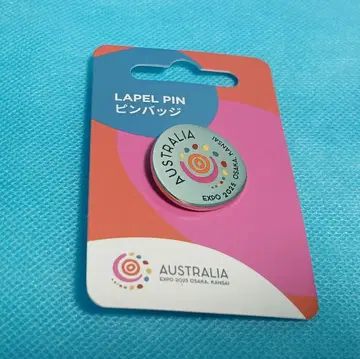 LAPEL PIN
ピンバッジ
AUSTRALIA
EXPO 2025 OSAKA, KANSAI
AUSTRALIA
EXPO 2025 OSAKA, KANSAI